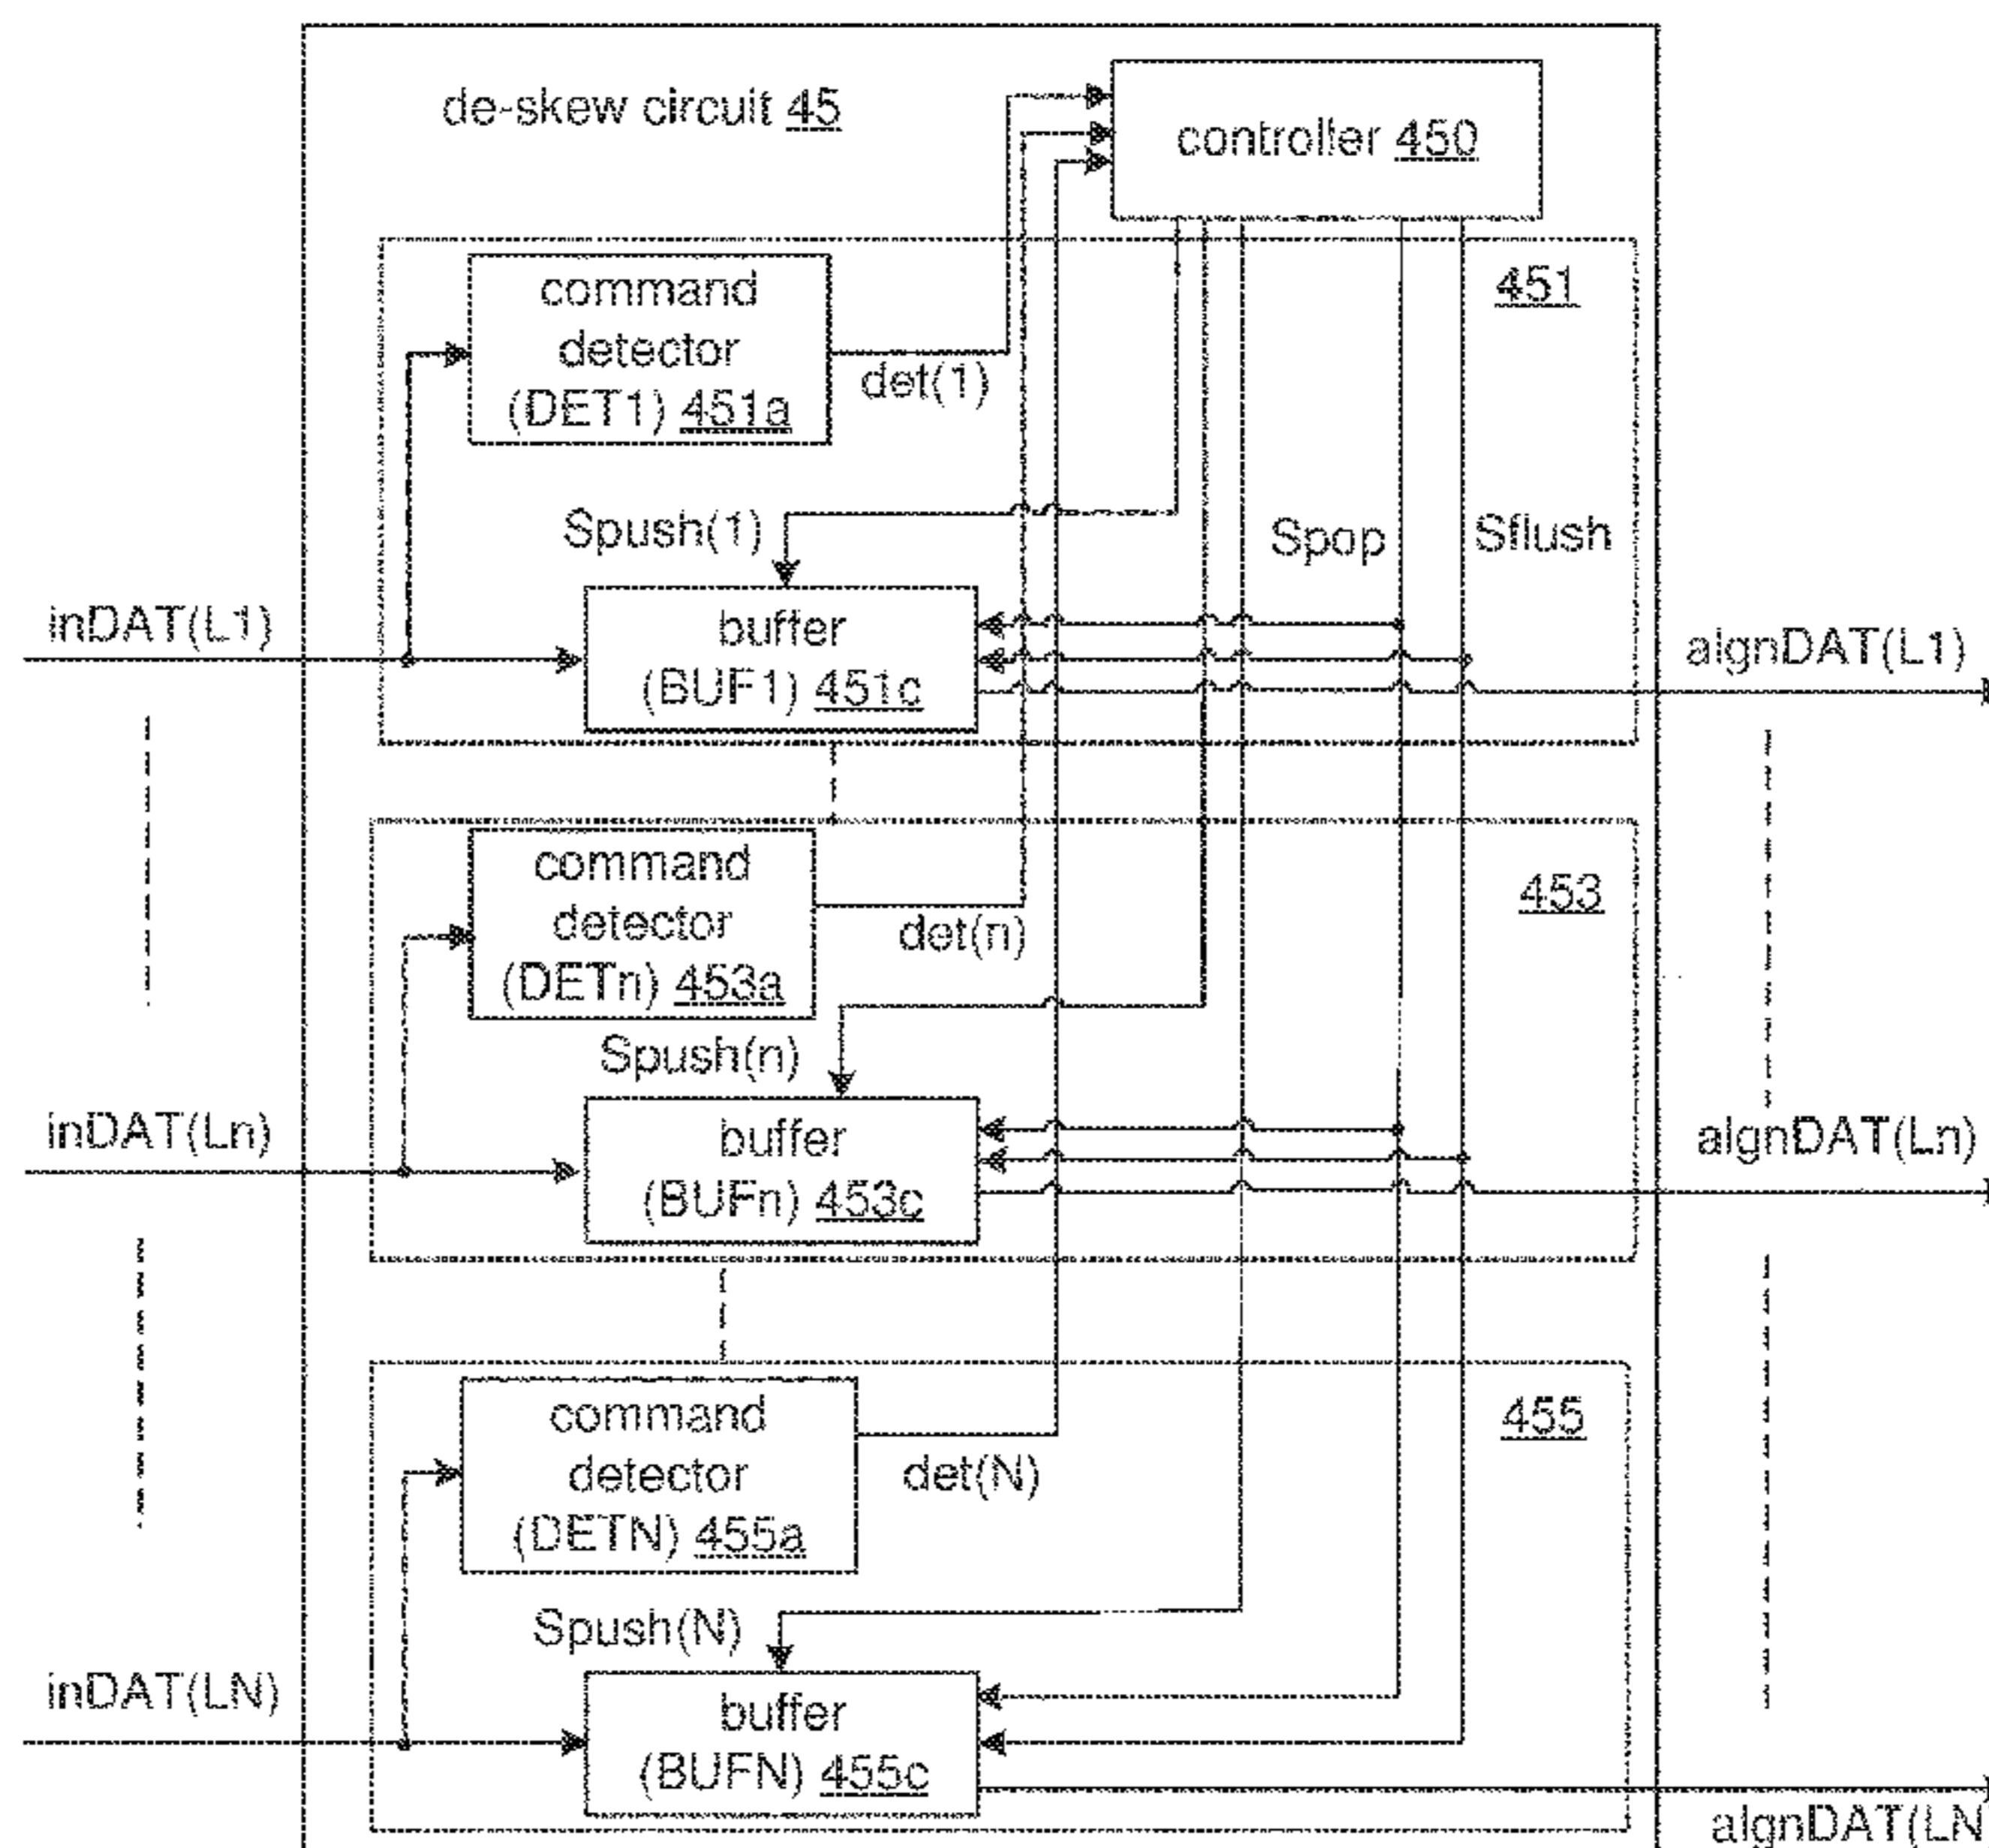 de-skew circuit 45
controller 450
451
command
detector
(DET1) 451a
det(1)
Spush(1)
Spop
Sflush
inDAT(L1)
buffer
(BUF1) 451c
algnDAT(L1)
command
detector
(DETn) 453a
det(n)
453
Spush(n)
inDAT(Ln)
buffer
(BUFn) 453c
algnDAT(Ln)
command
detector
(DETN) 455a
det(N)
455
Spush(N)
inDAT(LN)
buffer
(BUFN) 455c
algnDAT(LN)